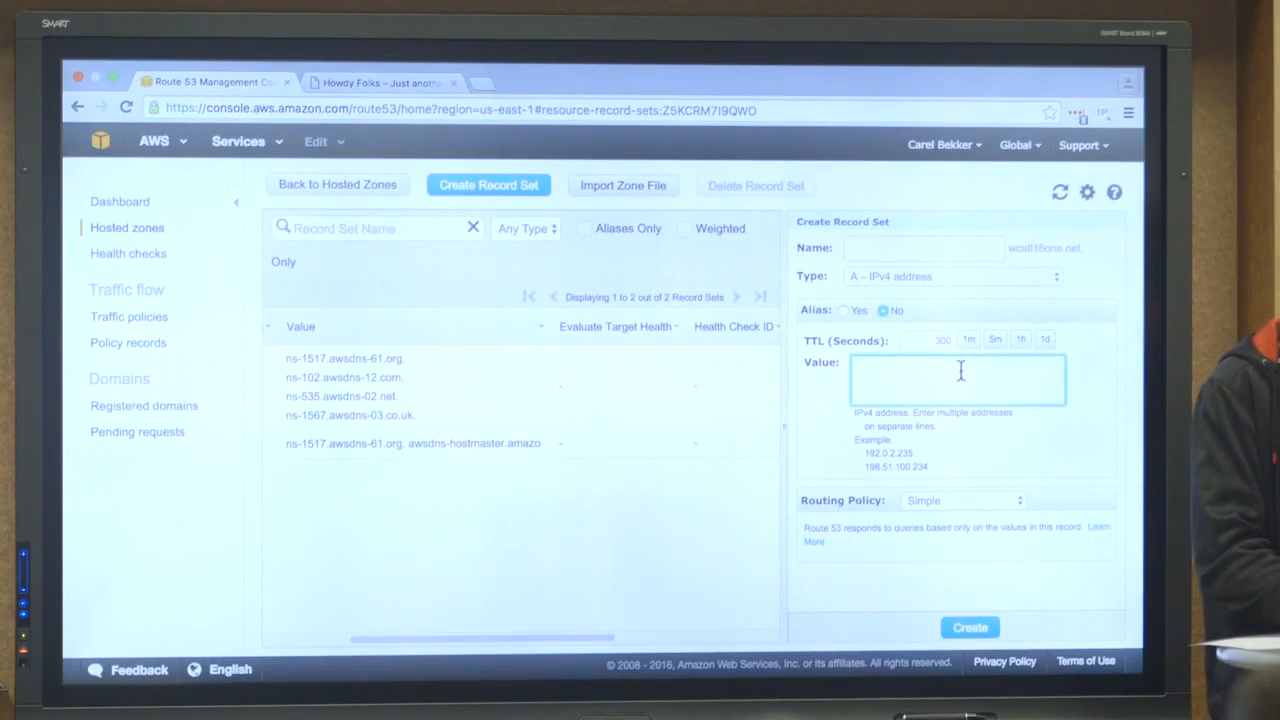 SMART
Route 53 Management Co
Howdy Folks – Just anothe
https://console.aws.amazon.com/route53/home?region=us-east-1#resource-record-sets:Z5KCRM7I9QWO
AWS Services Edit Carel Bekker Global Support
Back to Hosted Zones Create Record Set Import Zone File Delete Record Set
Dashboard
Hosted zones
Health checks
Traffic flow
Traffic policies
Policy records
Domains
Registered domains
Pending requests
Record Set Name Any Type Aliases Only Weighted
Only
Displaying 1 to 2 out of 2 Record Sets
Value Evaluate Target Health Health Check ID
ns-1517.awsdns-61.org.
ns-102.awsdns-12.com.
ns-535.awsdns-02.net.
ns-1567.awsdns-03.co.uk.
- -
ns-1517.awsdns-61.org. awsdns-hostmaster.amazo - -
Create Record Set
Name: wcall16one.net.
Type: A – IPv4 address
Alias: Yes No
TTL (Seconds): 300 1m 5m 1h 1d
Value:
IPv4 address. Enter multiple addresses
on separate lines.
Example:
192.0.2.235
198.51.100.234
Routing Policy: Simple
Route 53 responds to queries based only on the values in this record. Learn
More
Create
Feedback English © 2008 - 2016, Amazon Web Services, Inc. or its affiliates. All rights reserved. Privacy Policy Terms of Use